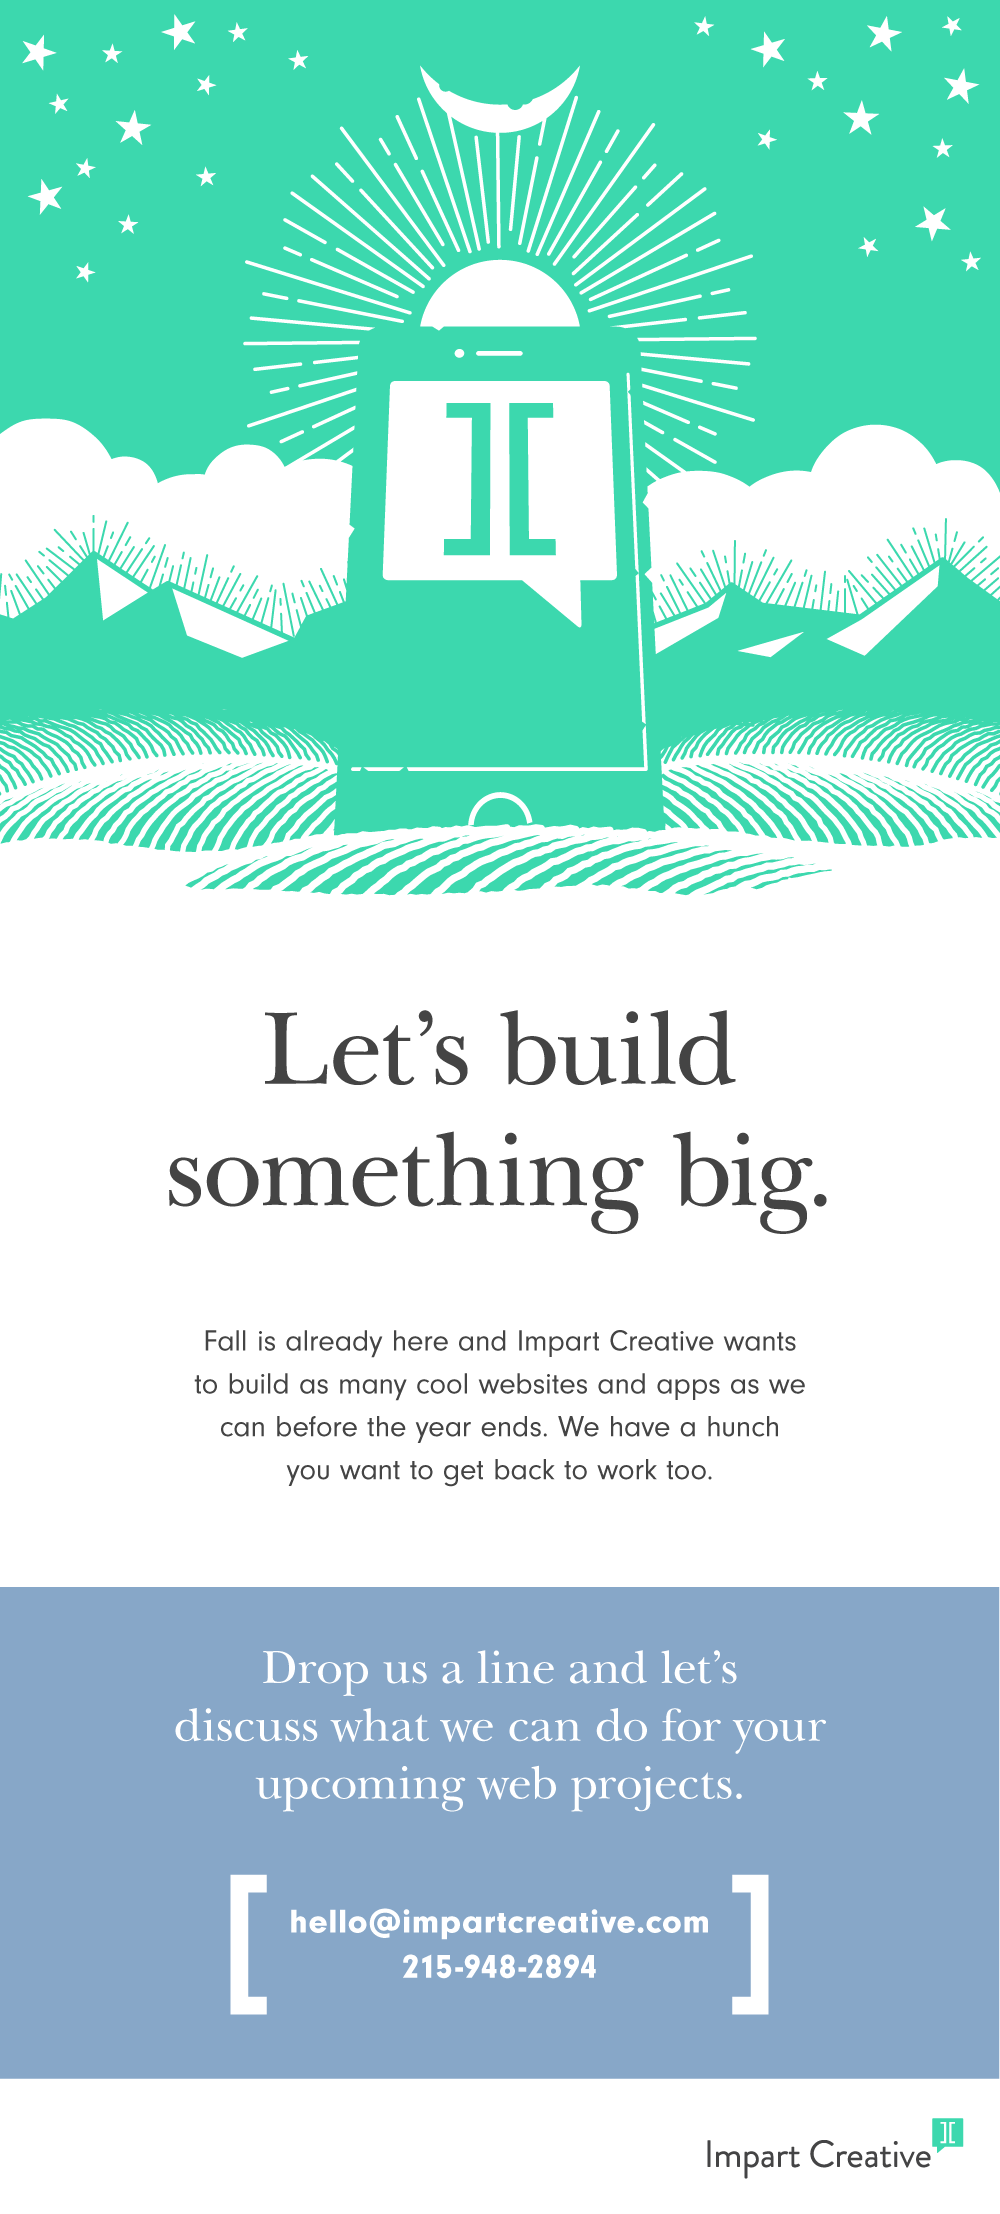 ][
Let’s build
something big.
Fall is already here and Impart Creative wants
to build as many cool websites and apps as we
can before the year ends. We have a hunch
you want to get back to work too.
Drop us a line and let’s
discuss what we can do for your
upcoming web projects.
[ hello@impartcreative.com
215-948-2894 ]
Impart Creative ][